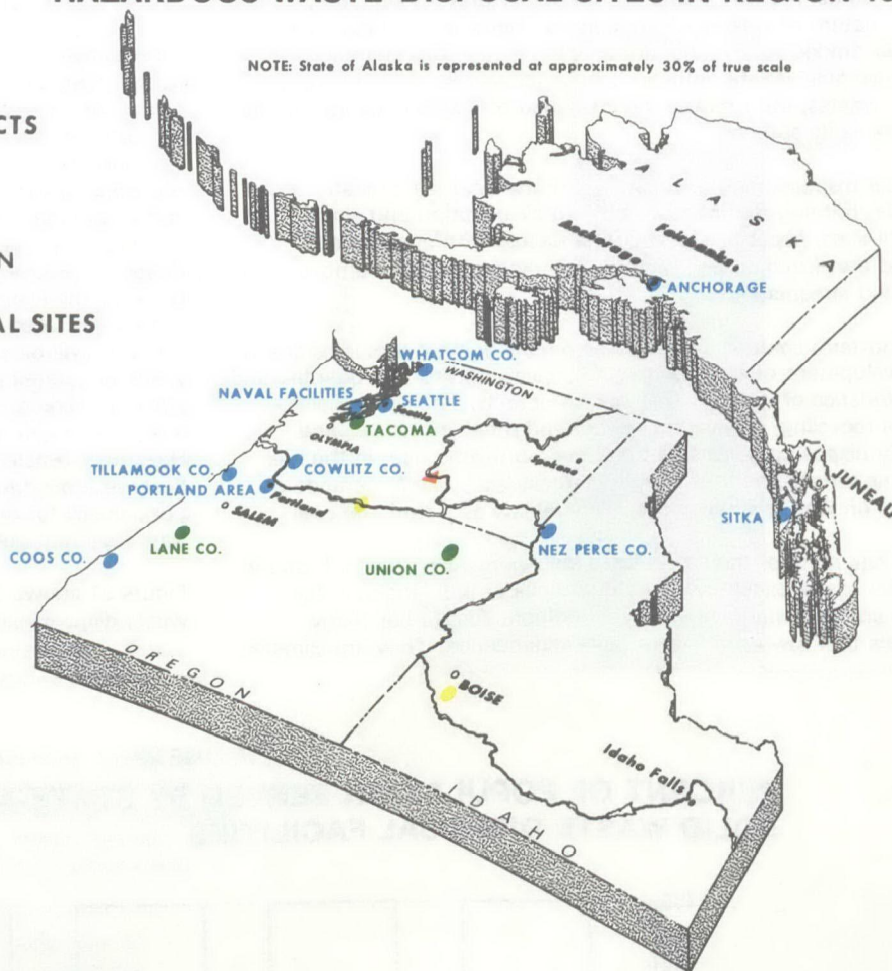 HAZARDOUS WASTE DISPOSAL SITES IN REGION 10
NOTE: State of Alaska is represented at approximately 30% of true scale
CTS
N
AL SITES
ALASKA
Anchorage
Fairbanks
ANCHORAGE
WHATCOM CO.
WASHINGTON
NAVAL FACILITIES
SEATTLE
Seattle
TACOMA
OLYMPIA
Spokane
TILLAMOOK CO.
COWLITZ CO.
PORTLAND AREA
Portland
SALEM
JUNEAU
SITKA
COOS CO.
LANE CO.
UNION CO.
NEZ PERCE CO.
OREGON
BOISE
Idaho Falls
IDAHO